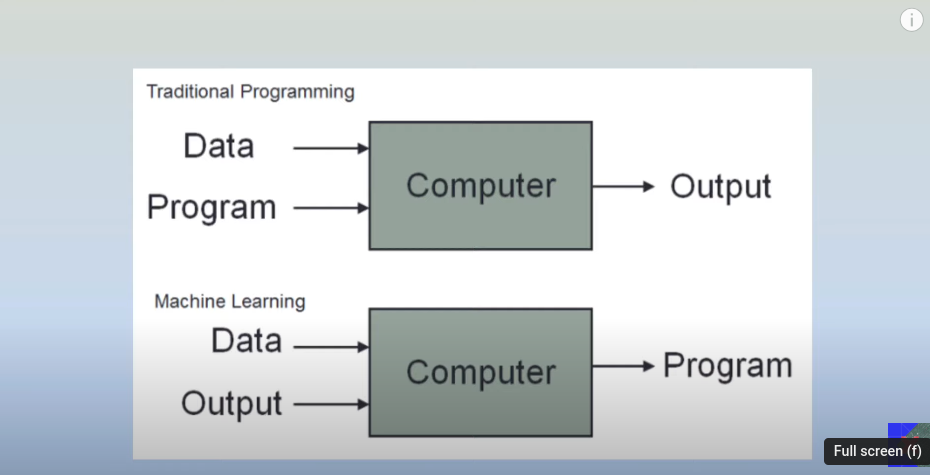 Traditional Programming
Data
Program
Computer
Output
Machine Learning
Data
Output
Computer
Program
Full screen (f)